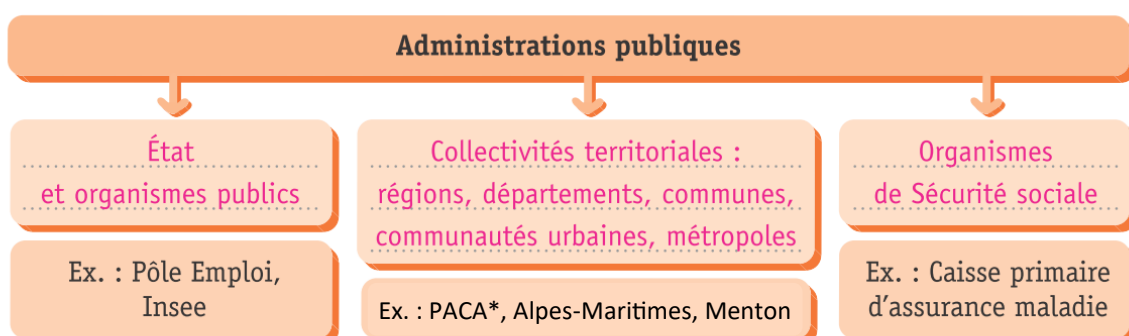 Administrations publiques
État
et organismes publics
Ex. : Pôle Emploi,
Insee
Collectivités territoriales :
régions, départements, communes,
communautés urbaines, métropoles
Ex. : PACA*, Alpes-Maritimes, Menton
Organismes
de Sécurité sociale
Ex. : Caisse primaire
d'assurance maladie